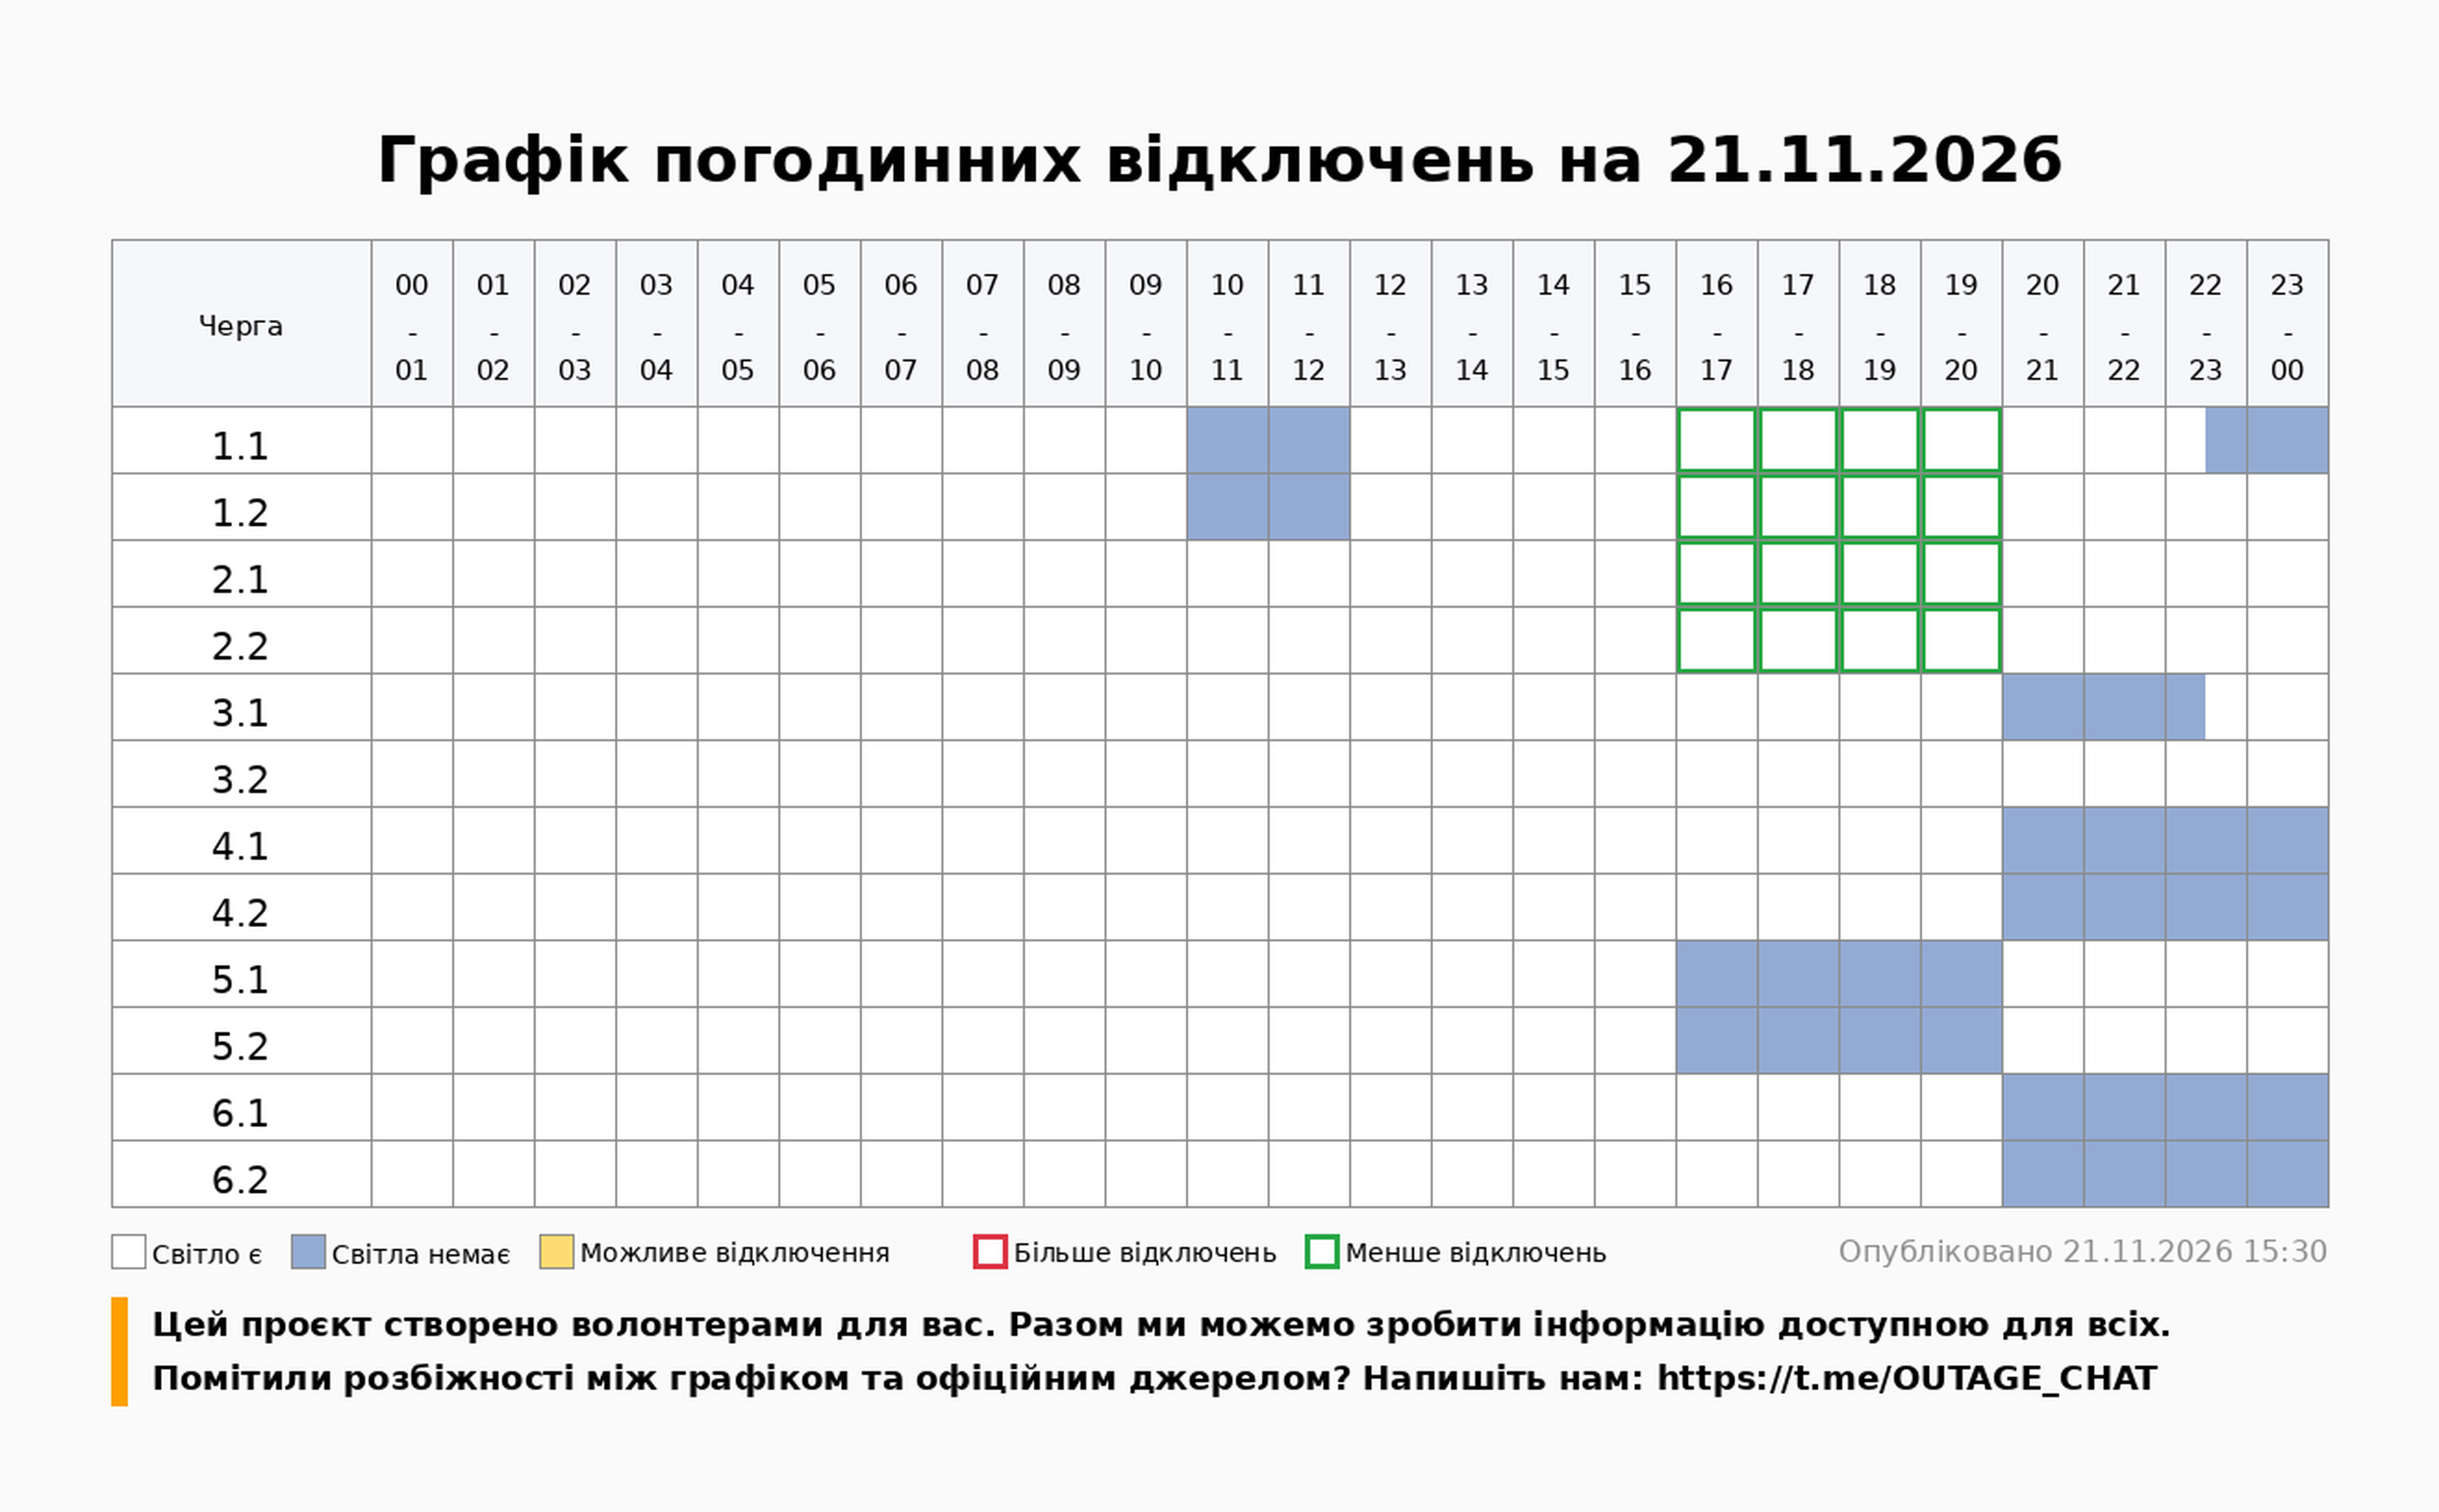 Графік погодинних відключень на 21.11.2026
Черга 00 - 01 01 - 02 02 - 03 03 - 04 04 - 05 05 - 06 06 - 07 07 - 08 08 - 09 09 - 10 10 - 11 11 - 12 12 - 13 13 - 14 14 - 15 15 - 16 16 - 17 17 - 18 18 - 19 19 - 20 20 - 21 21 - 22 22 - 23 23 - 00
1.1
1.2
2.1
2.2
3.1
3.2
4.1
4.2
5.1
5.2
6.1
6.2
Світло є Світла немає Можливе відключення Більше відключень Менше відключень Опубліковано 21.11.2026 15:30
Цей проєкт створено волонтерами для вас. Разом ми можемо зробити інформацію доступною для всіх.
Помітили розбіжності між графіком та офіційним джерелом? Напишіть нам: https://t.me/OUTAGE_CHAT